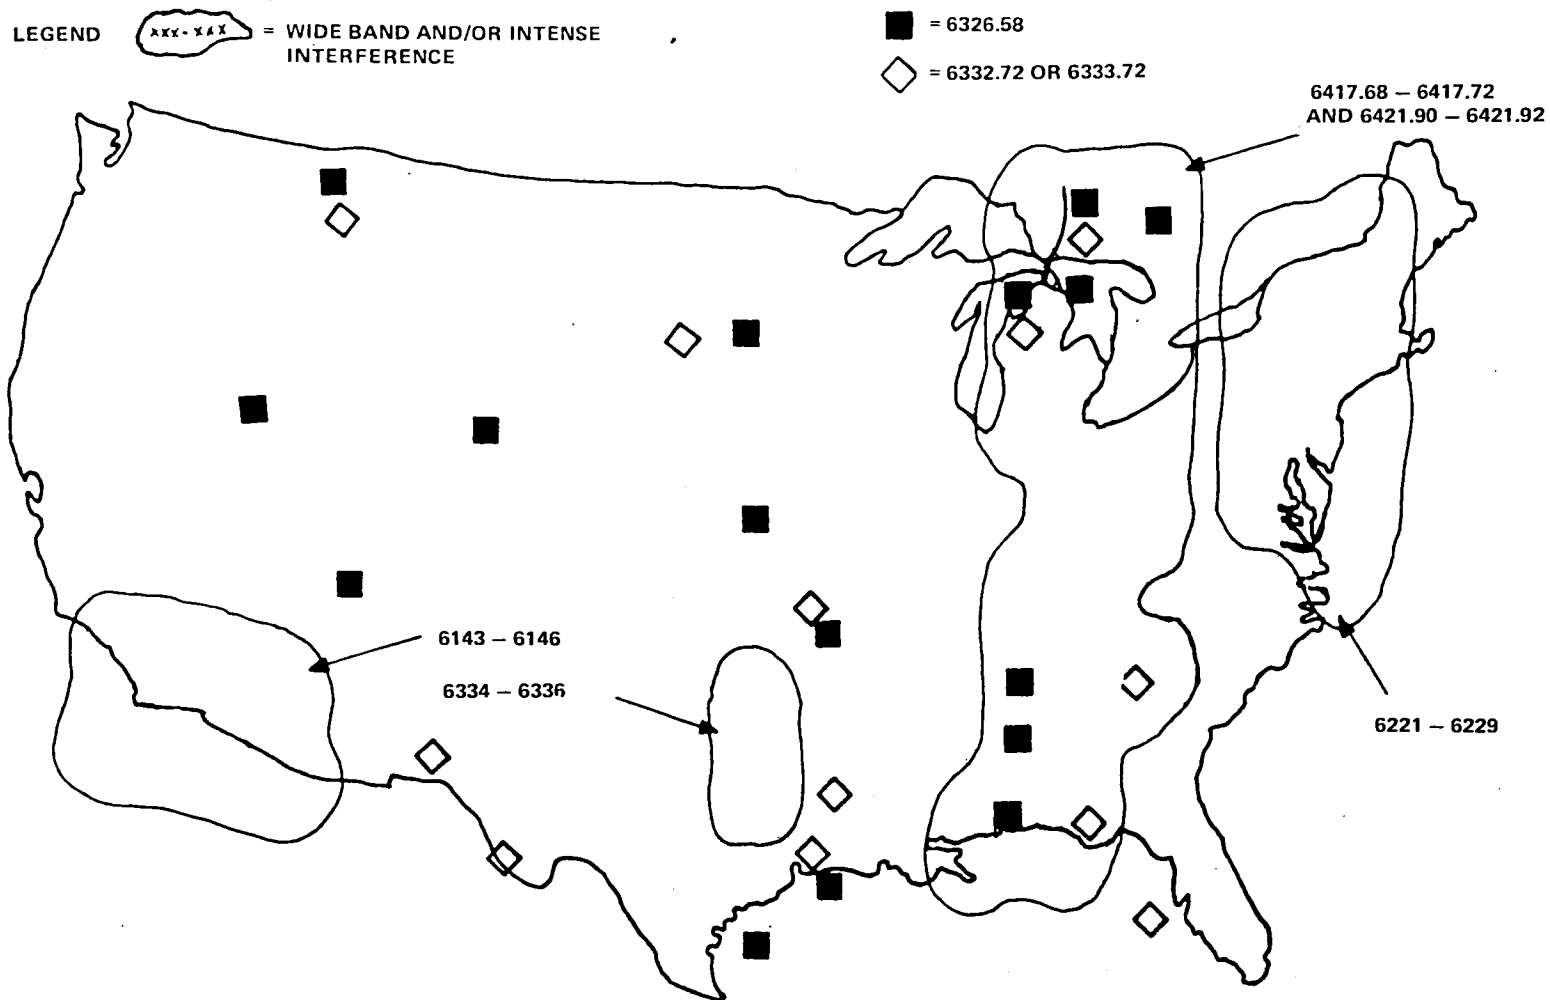 LEGEND
xxx-xxx
= WIDE BAND AND/OR INTENSE
INTERFERENCE
= 6326.58
= 6332.72 OR 6333.72
6417.68 – 6417.72
AND 6421.90 – 6421.92
6143 – 6146
6334 – 6336
6221 – 6229